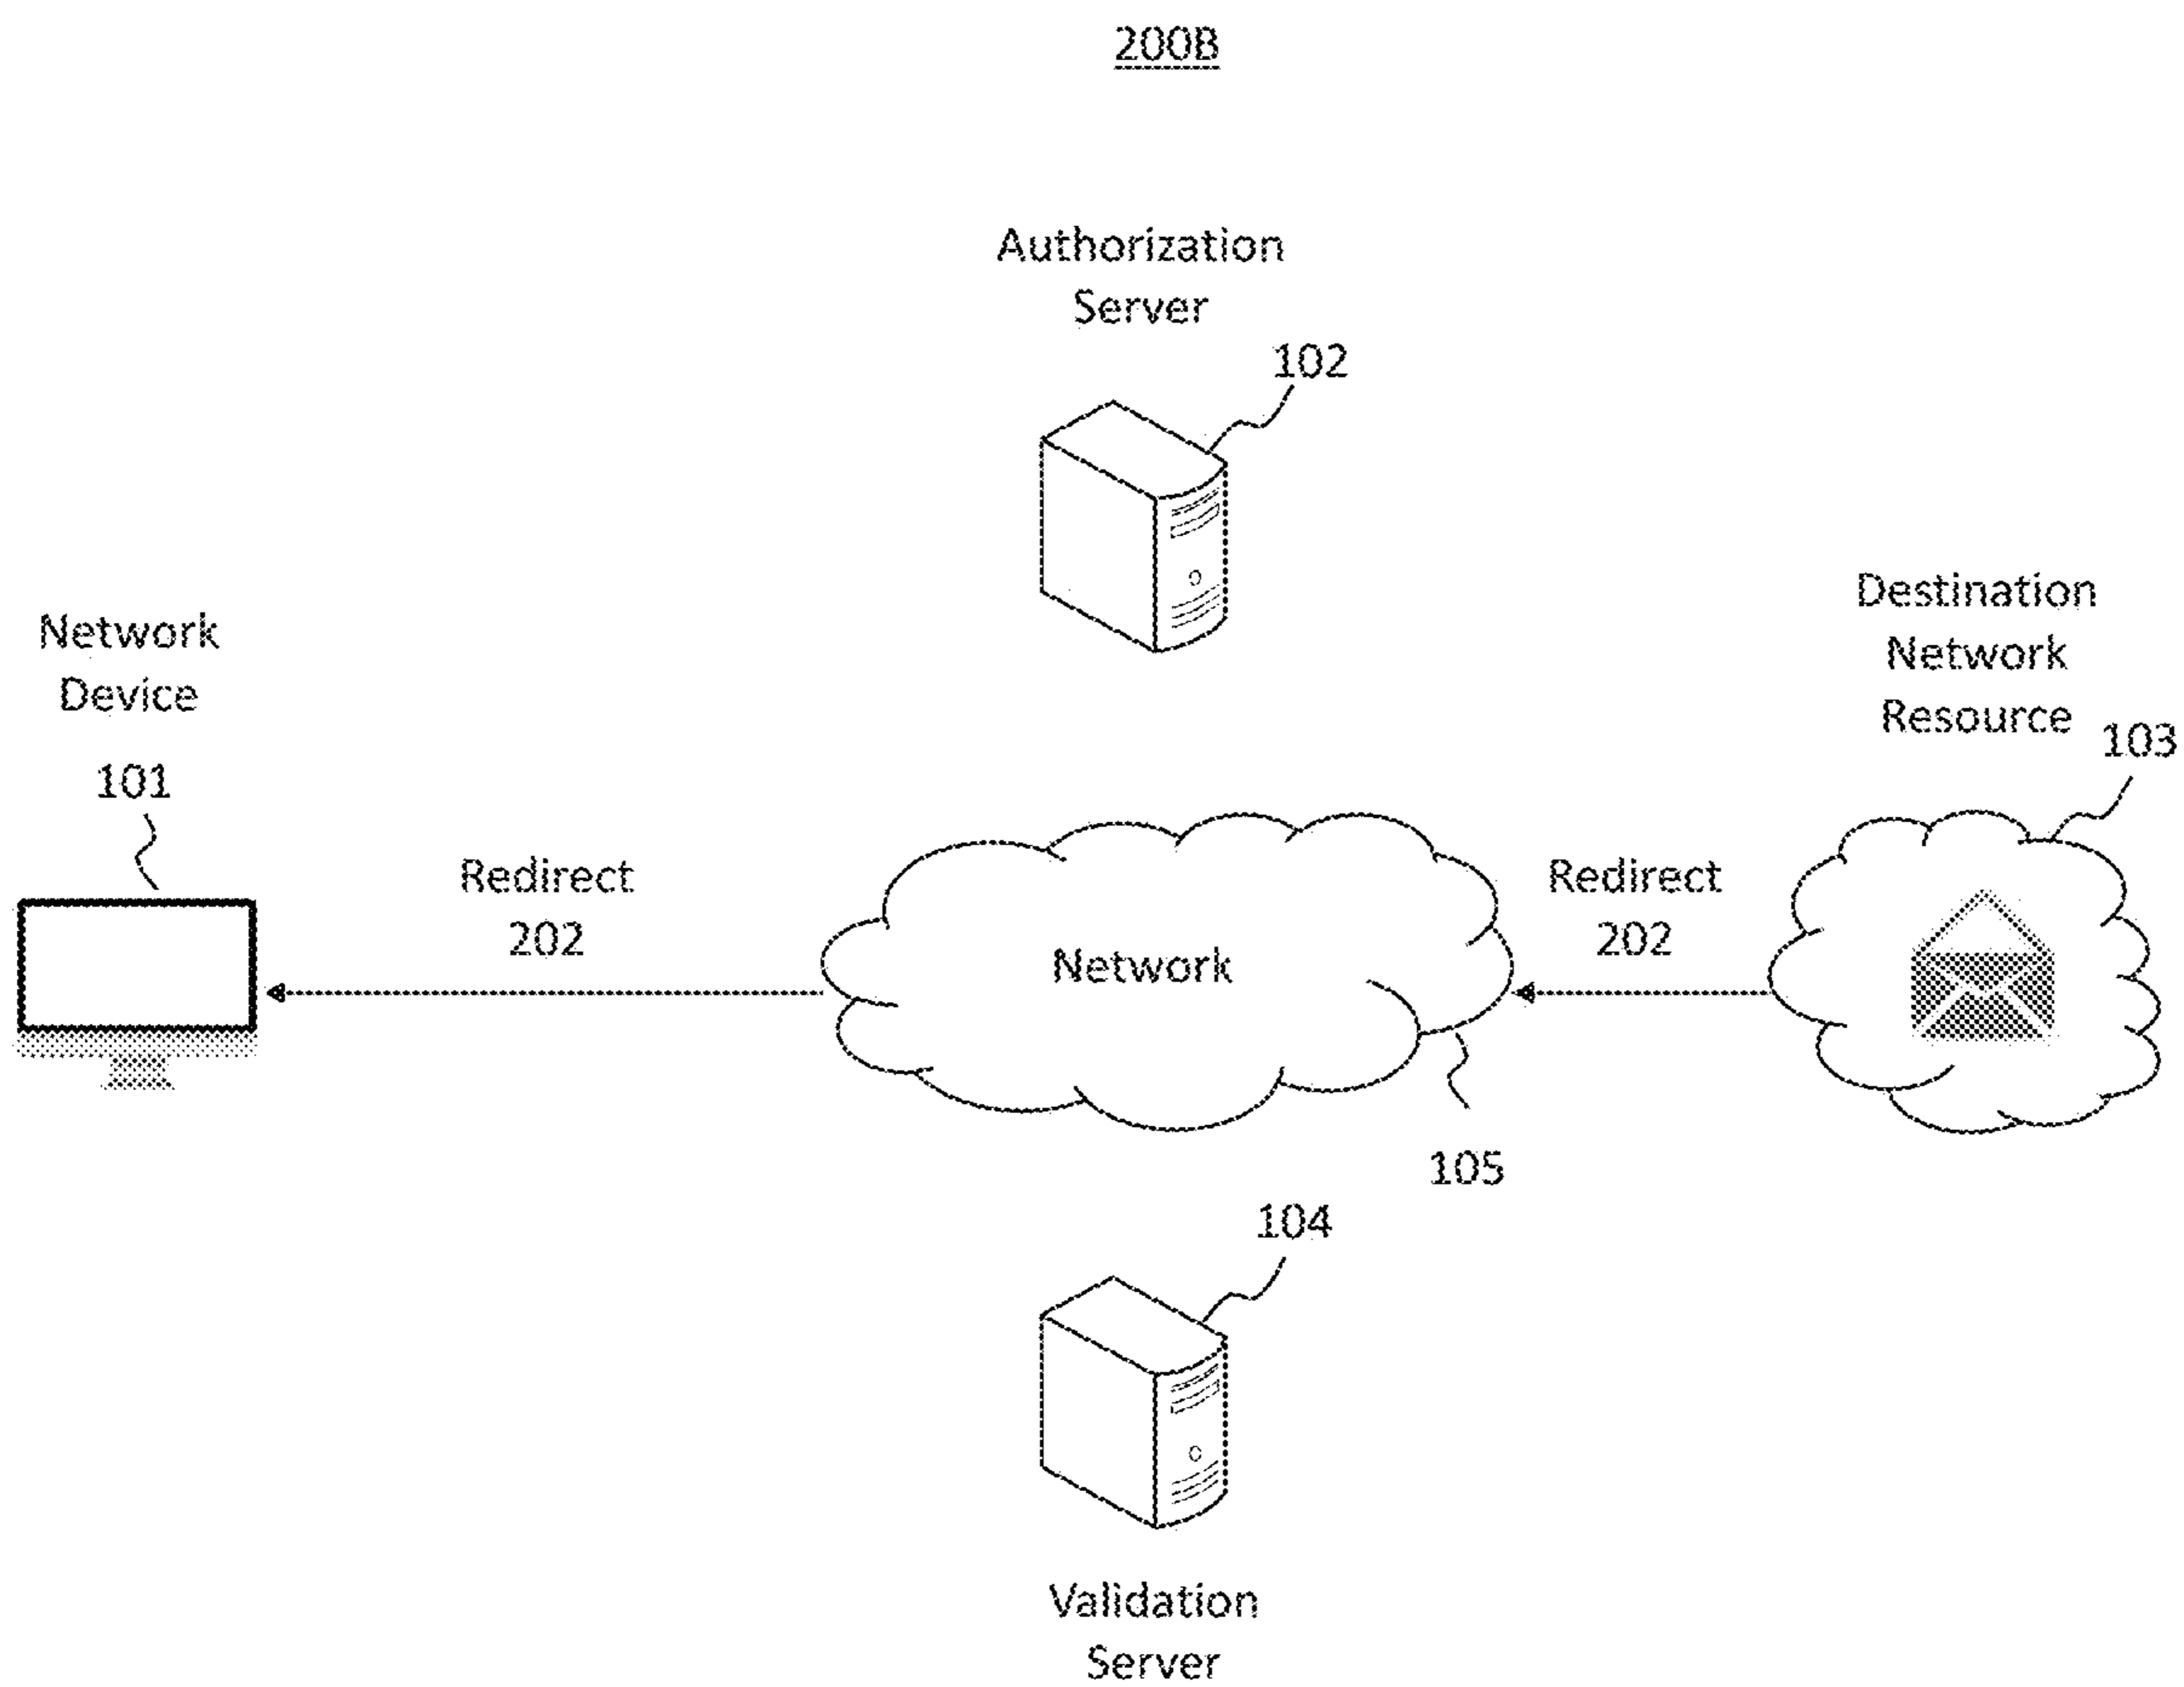 200B
Authorization
Server
102
Network
Device
101
Destination
Network
Resource
103
Redirect
202
Network
Redirect
202
105
104
Validation
Server